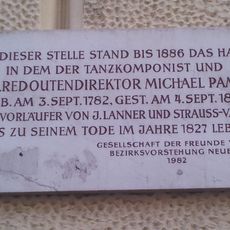 DIESER STELLE STAND BIS 1886 DAS HA
IN DEM DER TANZKOMPONIST UND
REDOUTENDIREKTOR MICHAEL PAM
B. AM 3. SEPT. 1782, GEST. AM 4. SEPT. 18
VORLÄUFER VON J. LANNER UND STRAUSS-VA
S ZU SEINEM TODE IM JAHRE 1827 LEB
GESELLSCHAFT DER FREUNDE
BEZIRKSVORSTEHUNG NEUB
1982